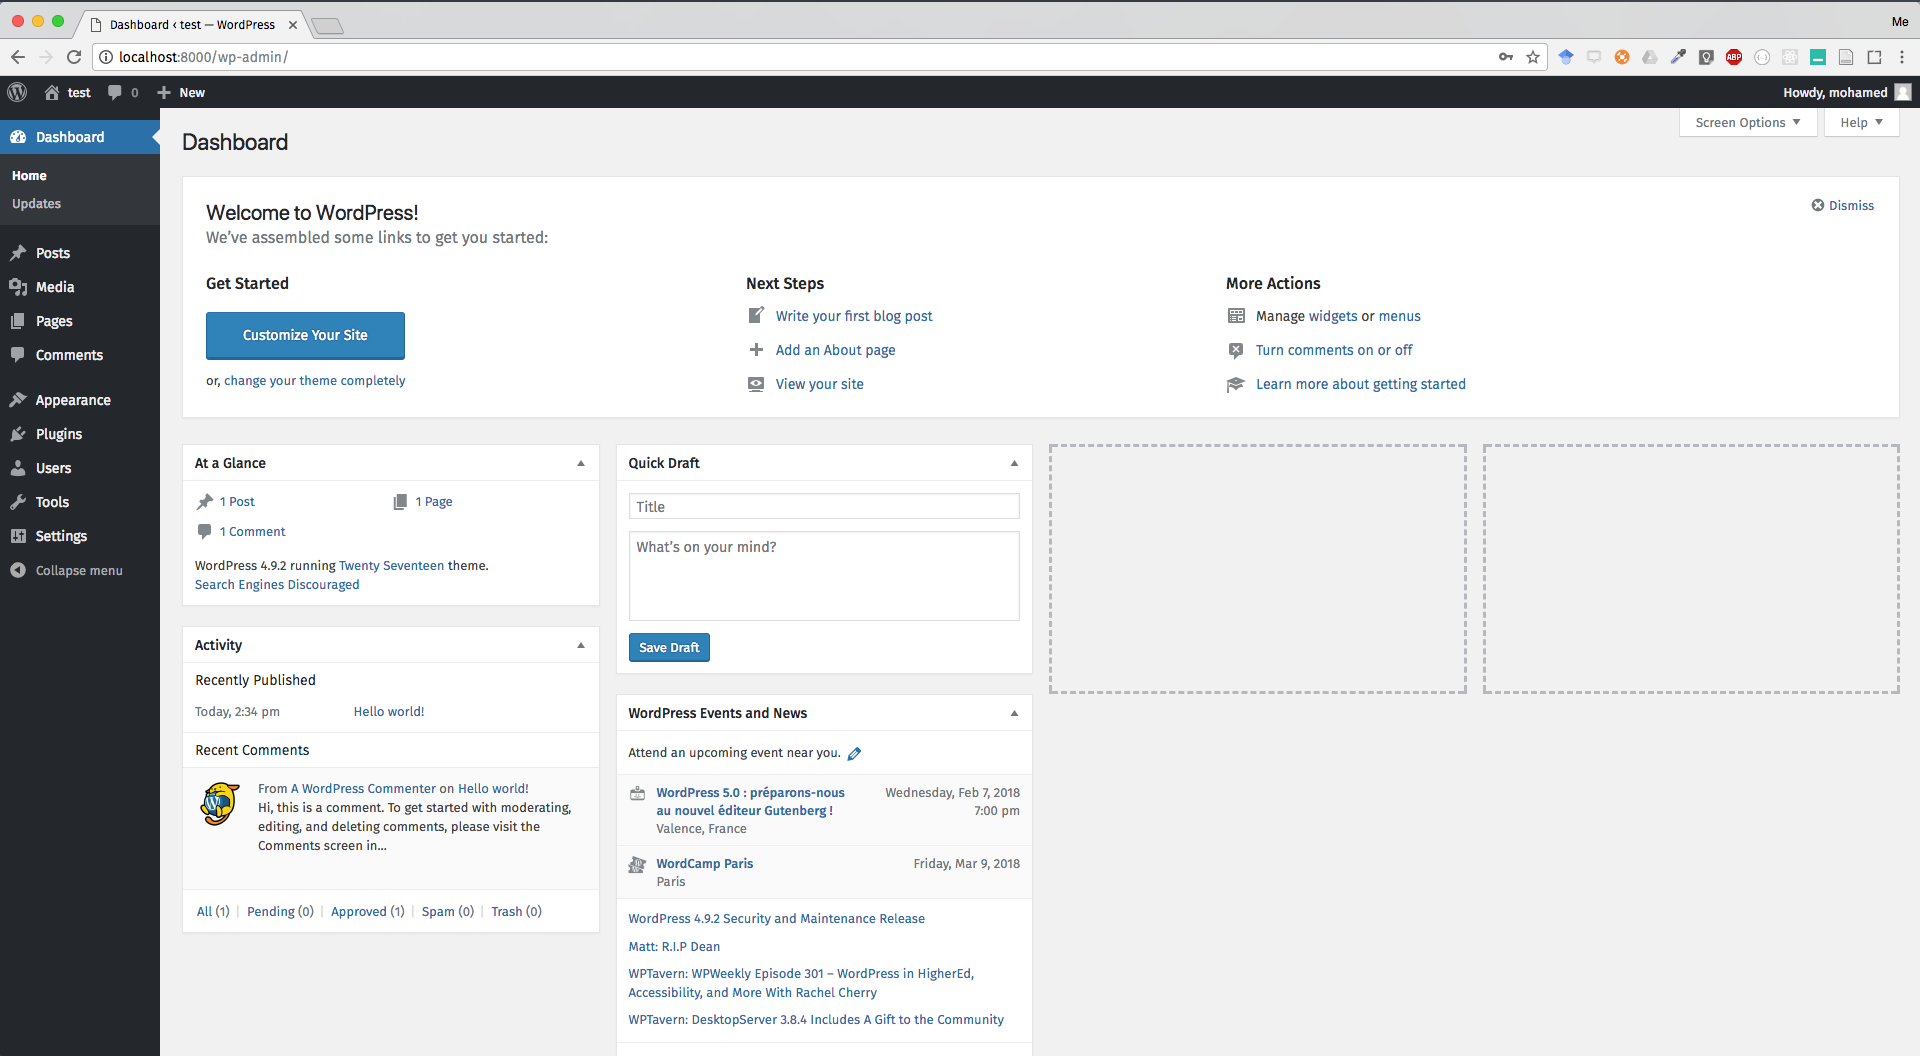 Dashboard ‹ test — WordPress
Me
localhost:8000/wp-admin/
ABP
test
0
New
Howdy, mohamed
Dashboard
Home
Updates
Posts
Media
Pages
Comments
Appearance
Plugins
Users
Tools
Settings
Collapse menu
Screen Options
Help
Dashboard
Welcome to WordPress!
Dismiss
We've assembled some links to get you started:
Get Started
Customize Your Site
or, change your theme completely
Next Steps
Write your first blog post
Add an About page
View your site
More Actions
Manage widgets or menus
Turn comments on or off
Learn more about getting started
At a Glance
1 Post
1 Page
1 Comment
WordPress 4.9.2 running Twenty Seventeen theme.
Search Engines Discouraged
Activity
Recently Published
Today, 2:34 pm
Hello world!
Recent Comments
From A WordPress Commenter on Hello world!
Hi, this is a comment. To get started with moderating,
editing, and deleting comments, please visit the
Comments screen in…
All (1) | Pending (0) | Approved (1) | Spam (0) | Trash (0)
Quick Draft
Title
What's on your mind?
Save Draft
WordPress Events and News
Attend an upcoming event near you.
WordPress 5.0 : préparons-nous
au nouvel éditeur Gutenberg !
Valence, France
Wednesday, Feb 7, 2018
7:00 pm
WordCamp Paris
Paris
Friday, Mar 9, 2018
WordPress 4.9.2 Security and Maintenance Release
Matt: R.I.P Dean
WPTavern: WPWeekly Episode 301 – WordPress in HigherEd,
Accessibility, and More With Rachel Cherry
WPTavern: DesktopServer 3.8.4 Includes A Gift to the Community